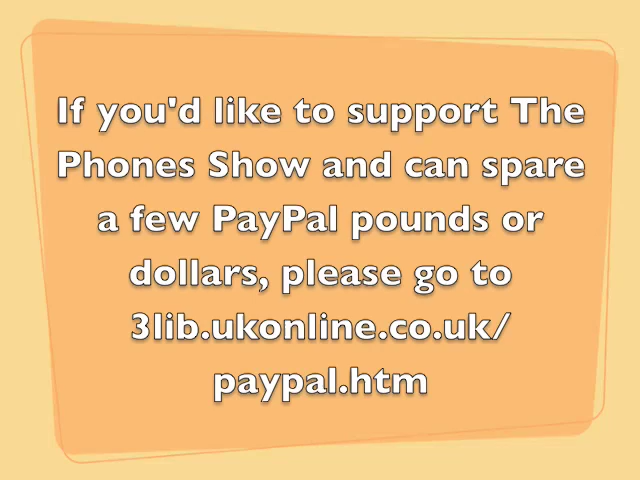 If you'd like to support The
Phones Show and can spare
a few PayPal pounds or
dollars, please go to
3lib.ukonline.co.uk/
paypal.htm